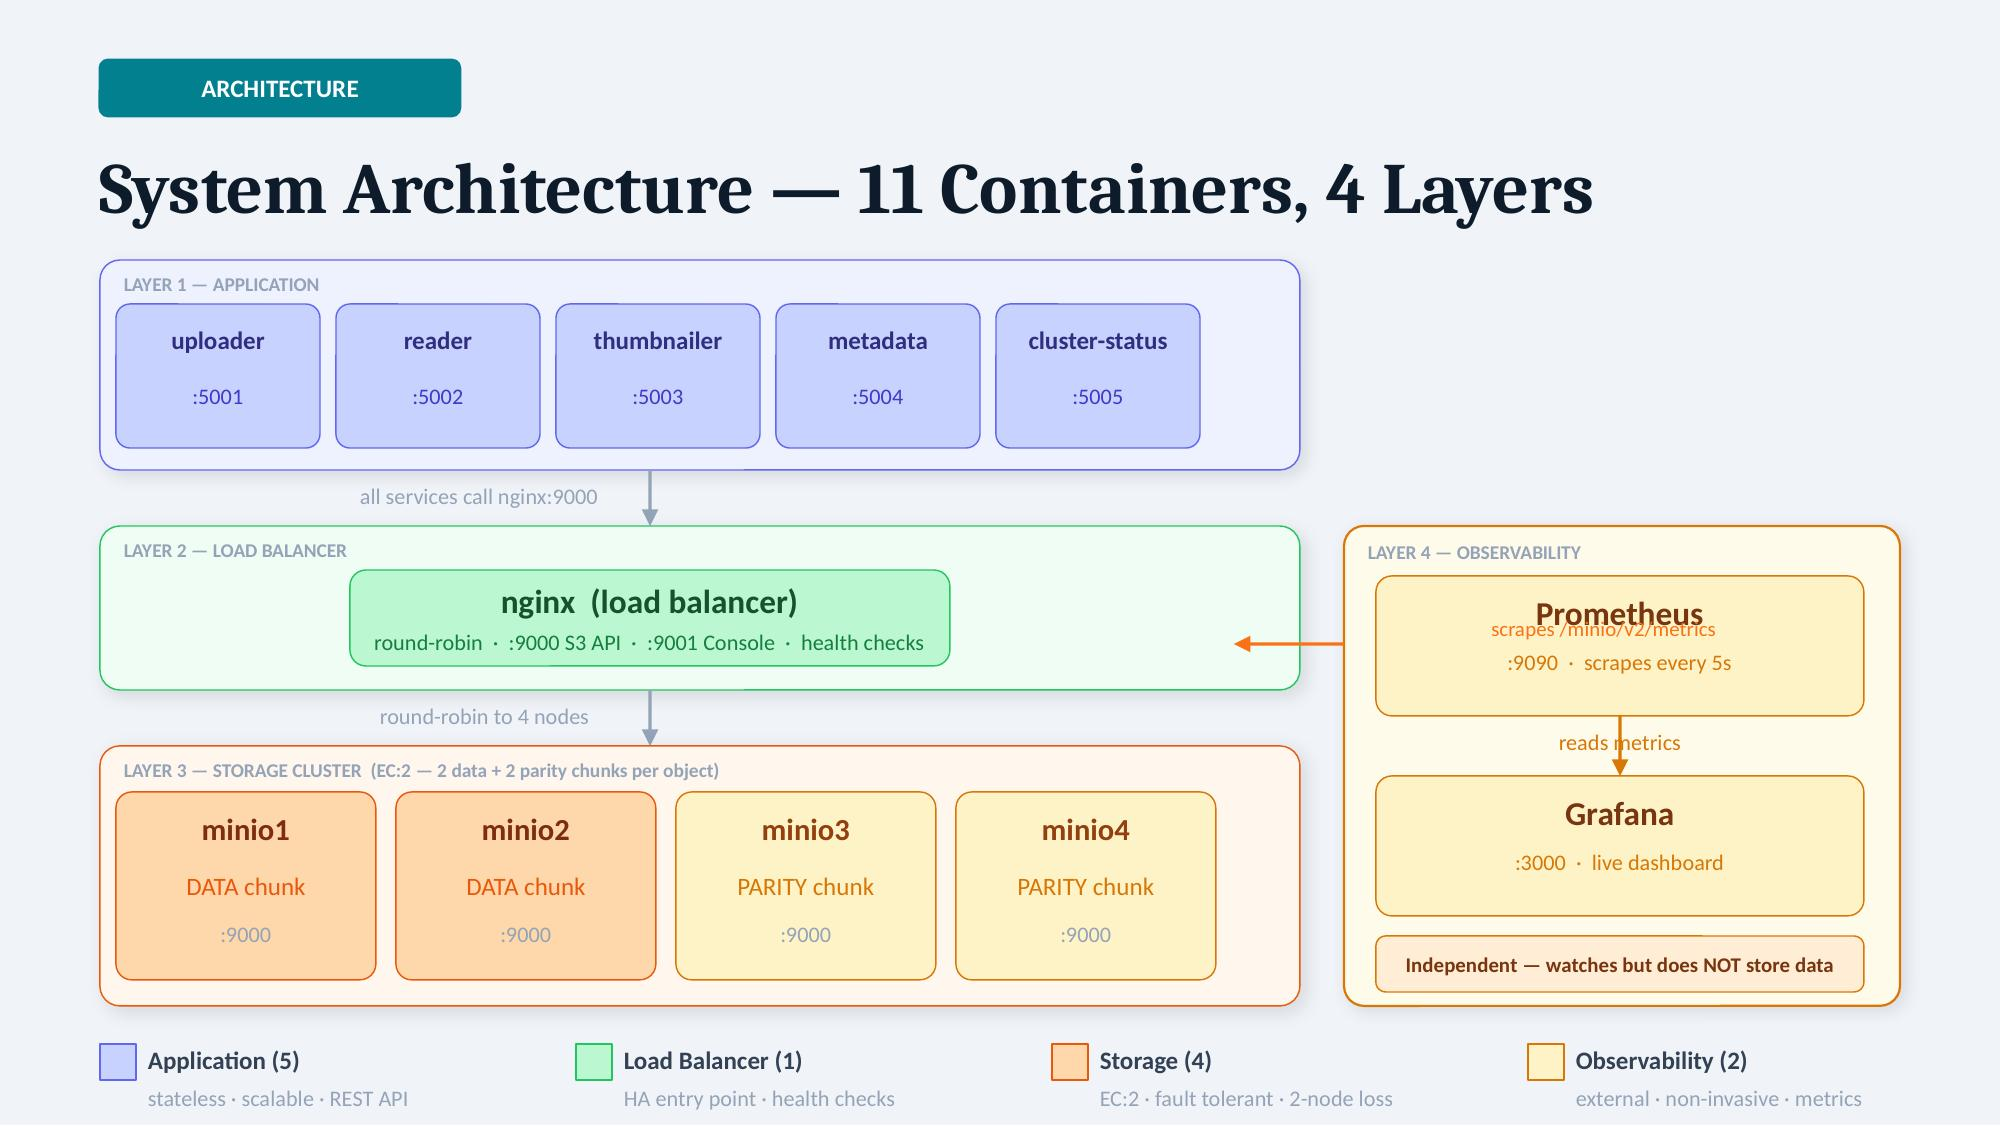 ARCHITECTURE
System Architecture — 11 Containers, 4 Layers
LAYER 1 — APPLICATION
uploader
:5001
reader
:5002
thumbnailer
:5003
metadata
:5004
cluster-status
:5005
all services call nginx:9000
LAYER 2 — LOAD BALANCER
nginx (load balancer)
round-robin · :9000 S3 API · :9001 Console · health checks
round-robin to 4 nodes
LAYER 3 — STORAGE CLUSTER (EC:2 — 2 data + 2 parity chunks per object)
minio1
DATA chunk
:9000
minio2
DATA chunk
:9000
minio3
PARITY chunk
:9000
minio4
PARITY chunk
:9000
LAYER 4 — OBSERVABILITY
Prometheus
scrapes /minio/v2/metrics
:9090 · scrapes every 5s
reads metrics
Grafana
:3000 · live dashboard
Independent — watches but does NOT store data
Application (5)
stateless · scalable · REST API
Load Balancer (1)
HA entry point · health checks
Storage (4)
EC:2 · fault tolerant · 2-node loss
Observability (2)
external · non-invasive · metrics